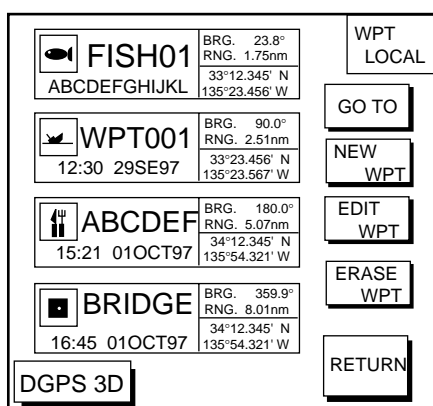 FISH01
ABCDEFGHIJKL
BRG. 23.8°
RNG. 1.75nm
33°12.345' N
135°23.456' W
WPT001
12:30 29SE97
BRG. 90.0°
RNG. 2.51nm
33°23.456' N
135°23.567' W
ABCDEF
15:21 01OCT97
BRG. 180.0°
RNG. 5.07nm
34°12.345' N
135°54.321' W
BRIDGE
16:45 01OCT97
BRG. 359.9°
RNG. 8.01nm
34°12.345' N
135°54.321' W
DGPS 3D
WPT
LOCAL
GO TO
NEW
WPT
EDIT
WPT
ERASE
WPT
RETURN